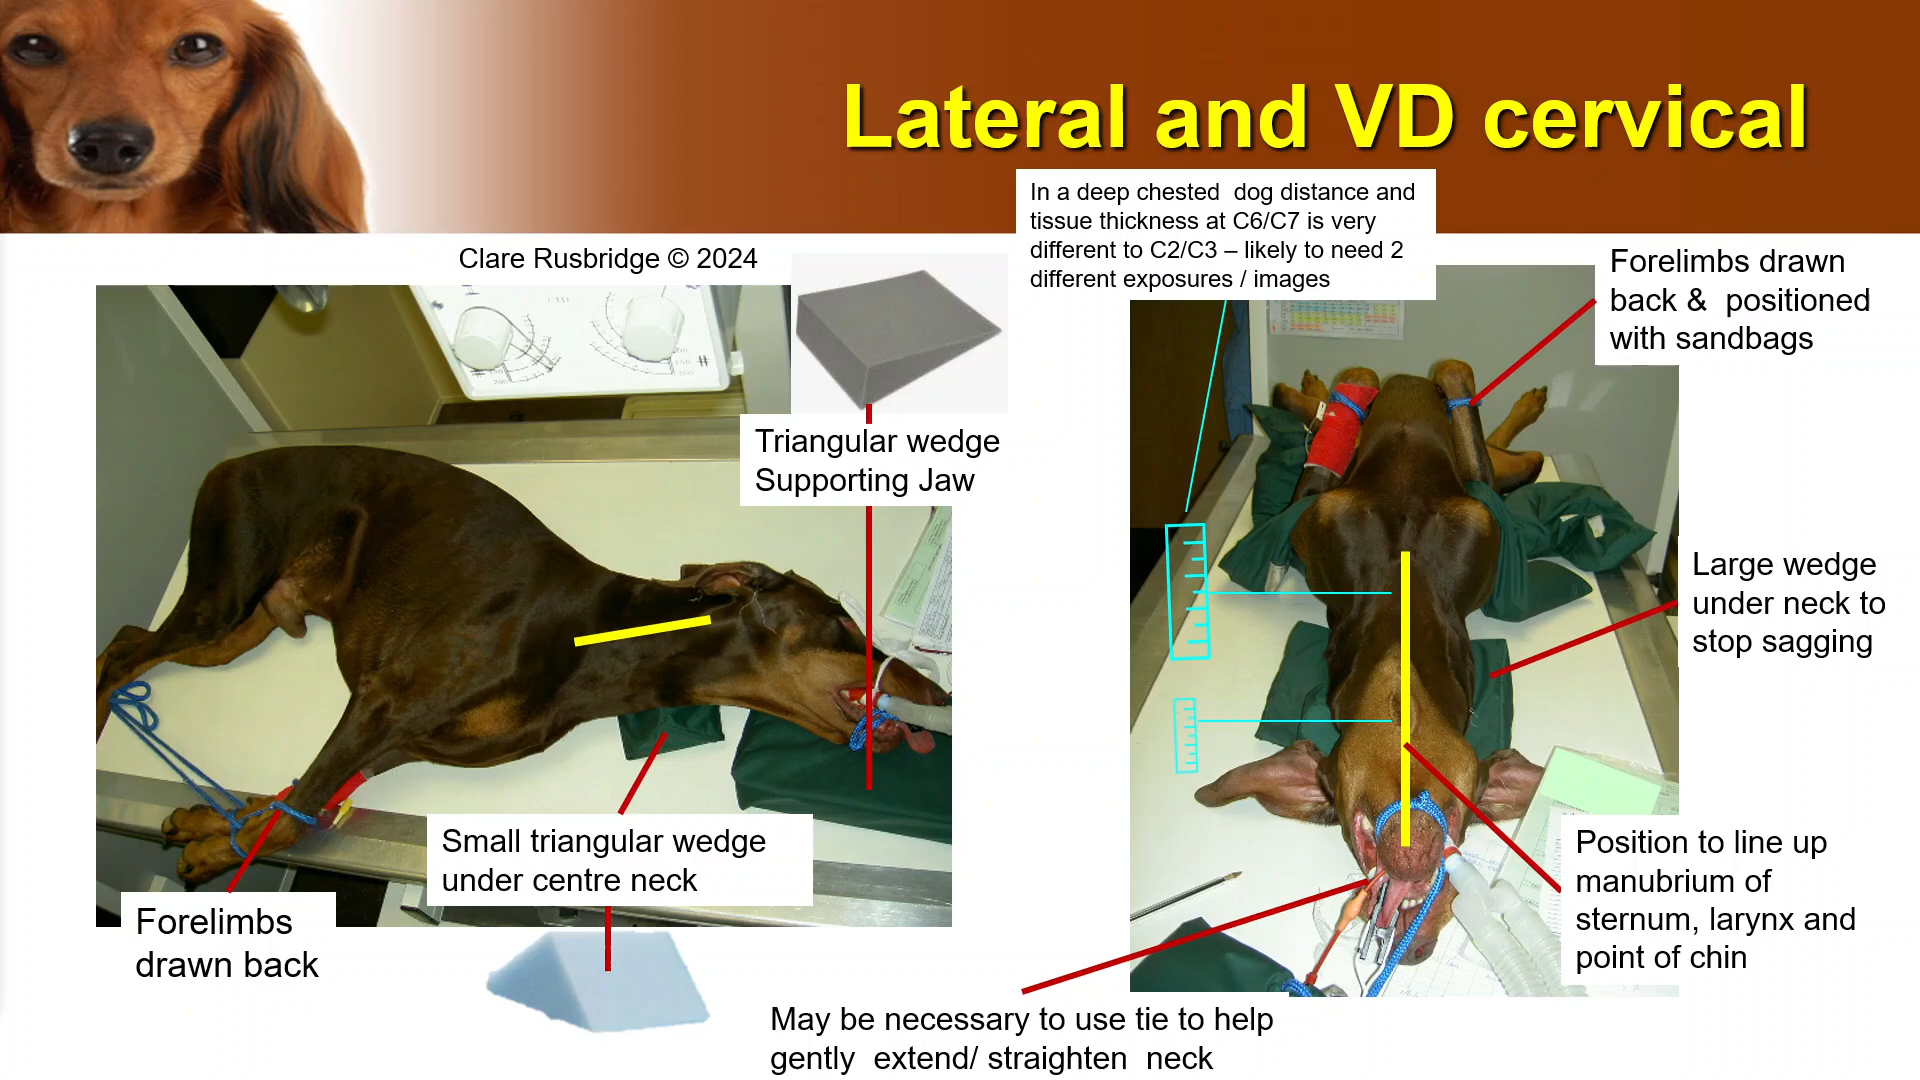 Lateral and VD cervical
In a deep chested dog distance and
tissue thickness at C6/C7 is very
different to C2/C3 – likely to need 2
different exposures / images
Clare Rusbridge © 2024
Forelimbs drawn
back & positioned
with sandbags
Triangular wedge
Supporting Jaw
Large wedge
under neck to
stop sagging
Small triangular wedge
under centre neck
Position to line up
manubrium of
sternum, larynx and
point of chin
Forelimbs
drawn back
May be necessary to use tie to help
gently extend/ straighten neck